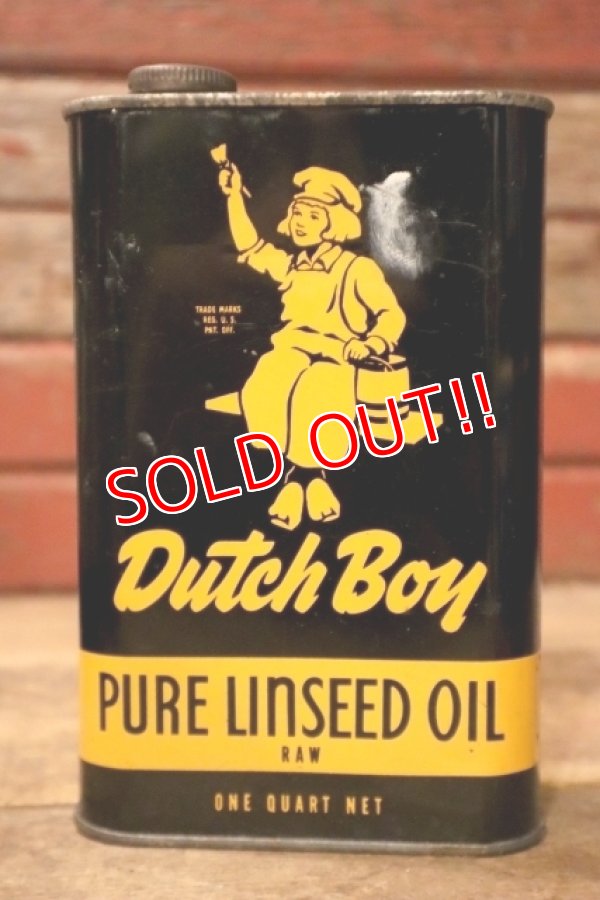 TRADE MARKS
REG. U. S.
PAT. OFF.
SOLD OUT!!
Dutch Boy
PURE LINSEED OIL
RAW
ONE QUART NET